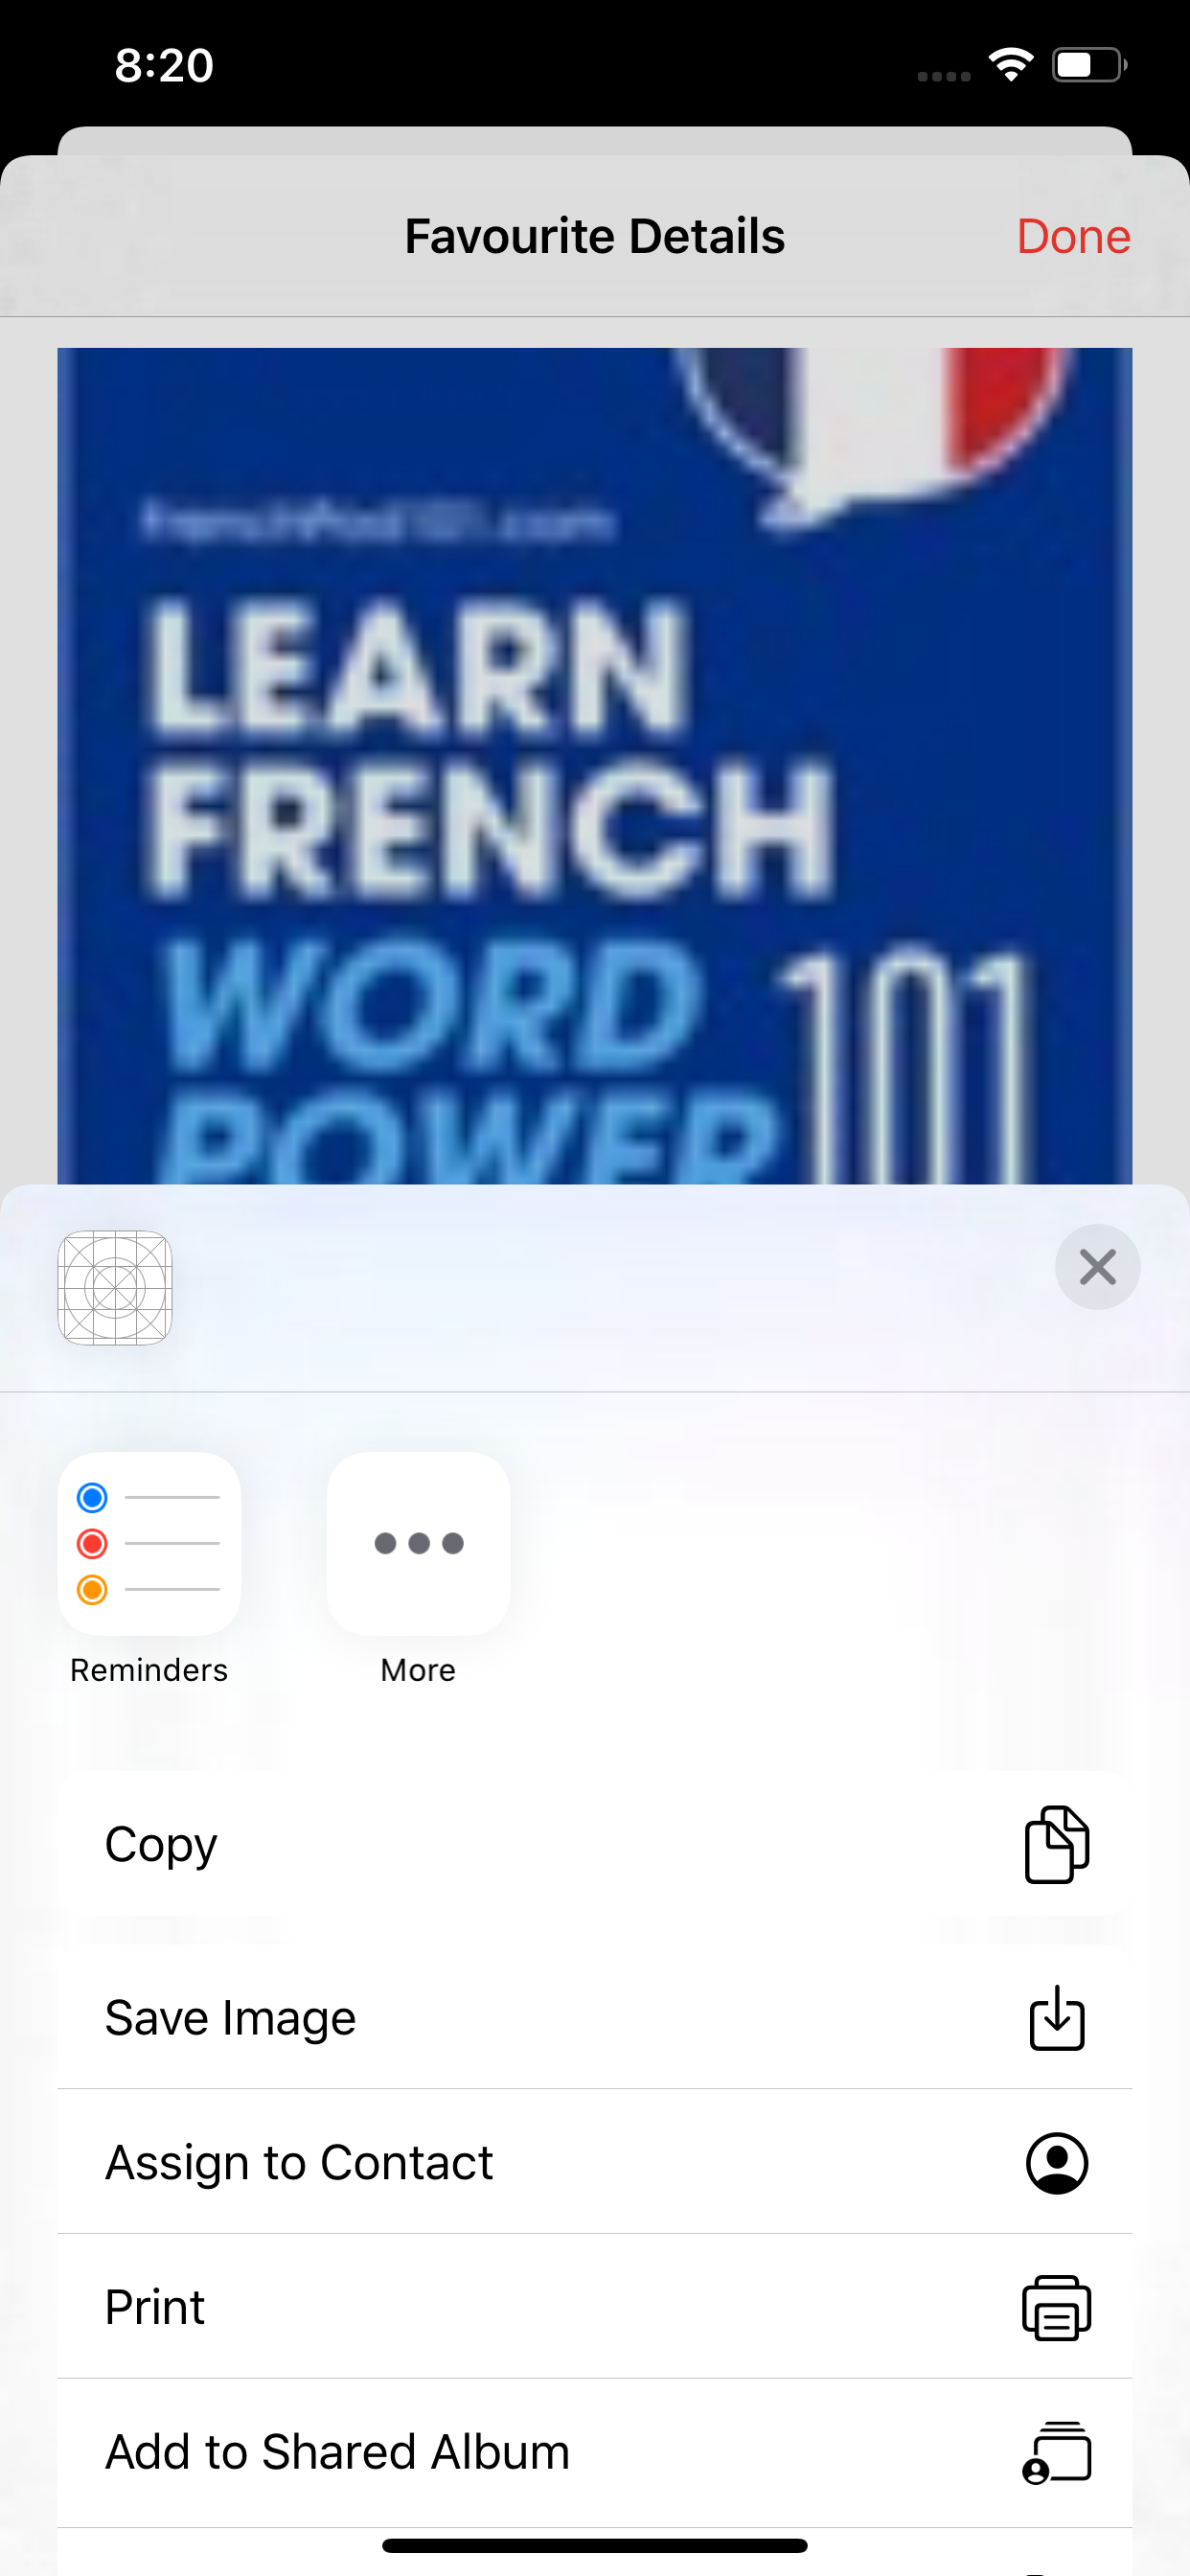 8:20
Favourite Details
Done
FrenchPod101.com
LEARN
FRENCH
WORD
POWER
101
Reminders
More
Copy
Save Image
Assign to Contact
Print
Add to Shared Album